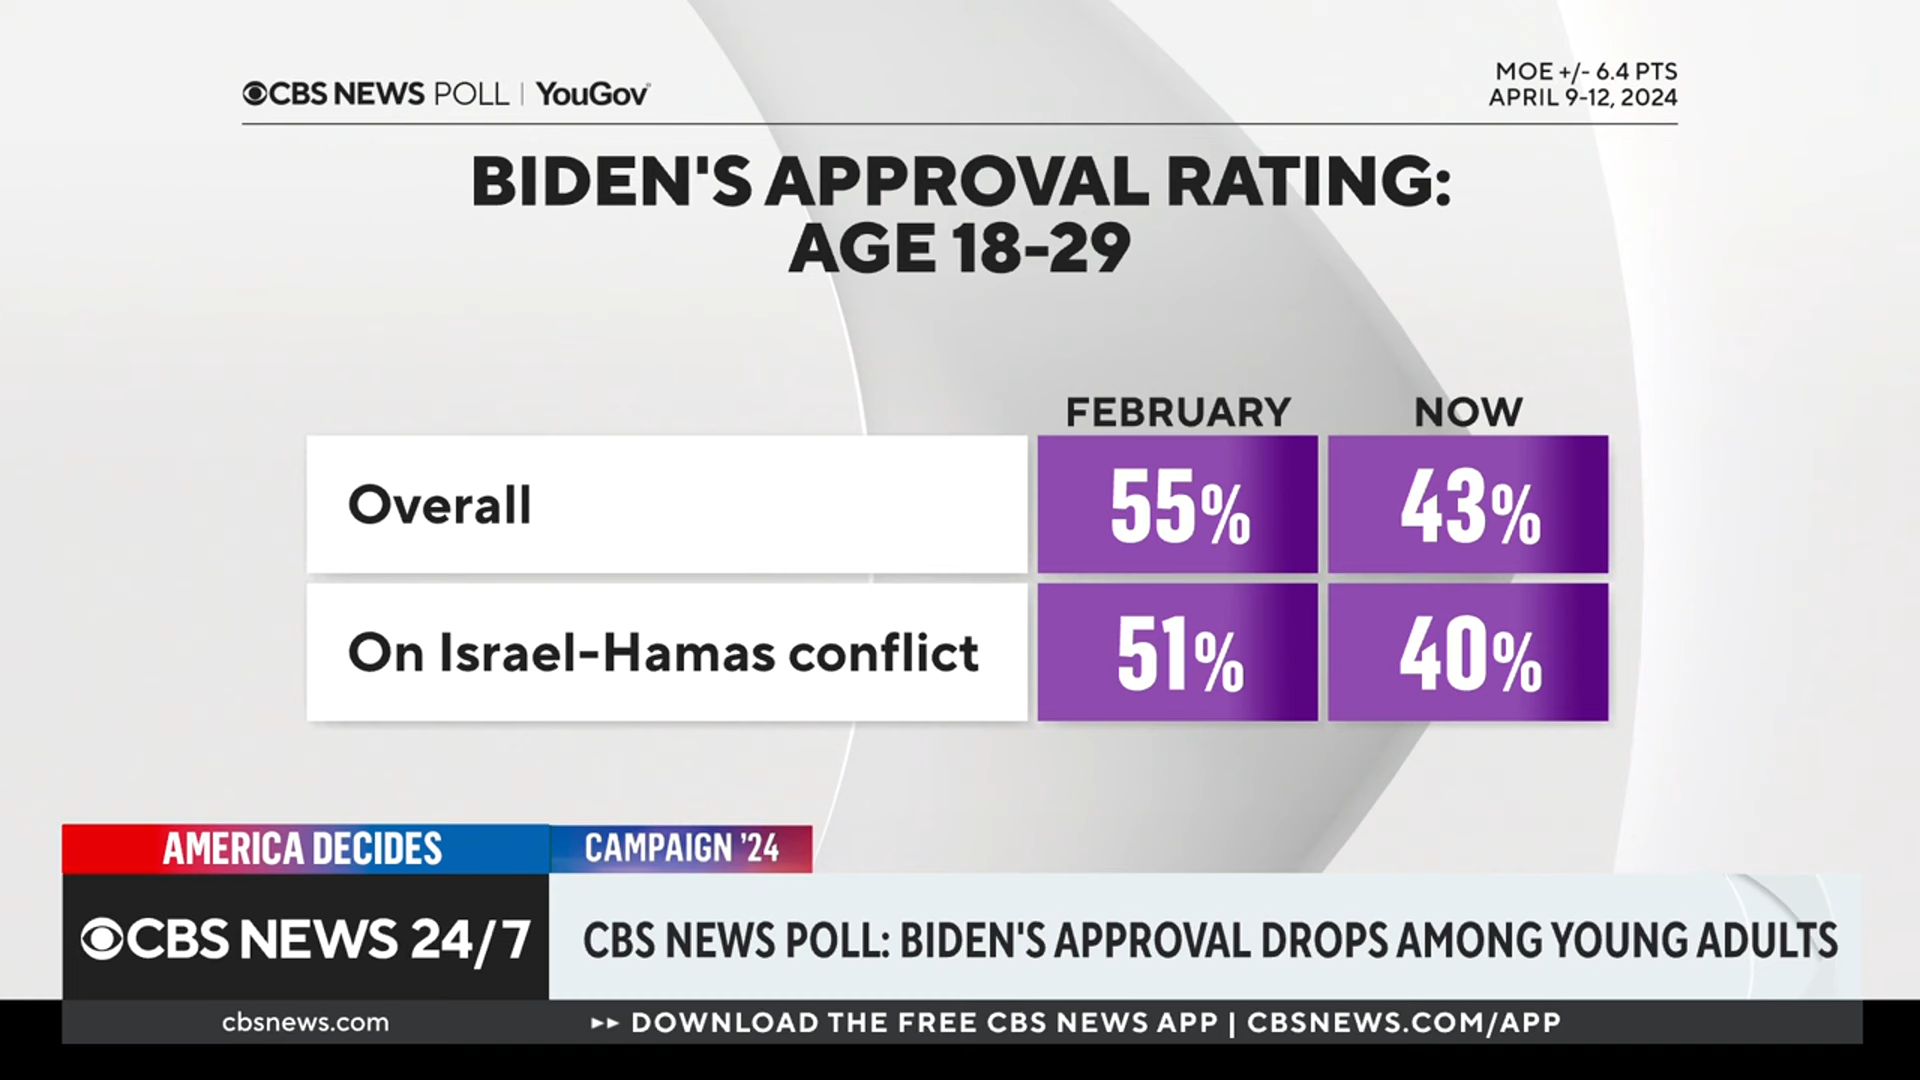 CBS NEWS POLL | YouGov
MOE +/- 6.4 PTS
APRIL 9-12, 2024
BIDEN'S APPROVAL RATING:
AGE 18-29
FEBRUARY NOW
Overall 55% 43%
On Israel-Hamas conflict 51% 40%
AMERICA DECIDES CAMPAIGN '24
CBS NEWS 24/7 CBS NEWS POLL: BIDEN'S APPROVAL DROPS AMONG YOUNG ADULTS
cbsnews.com DOWNLOAD THE FREE CBS NEWS APP | CBSNEWS.COM/APP